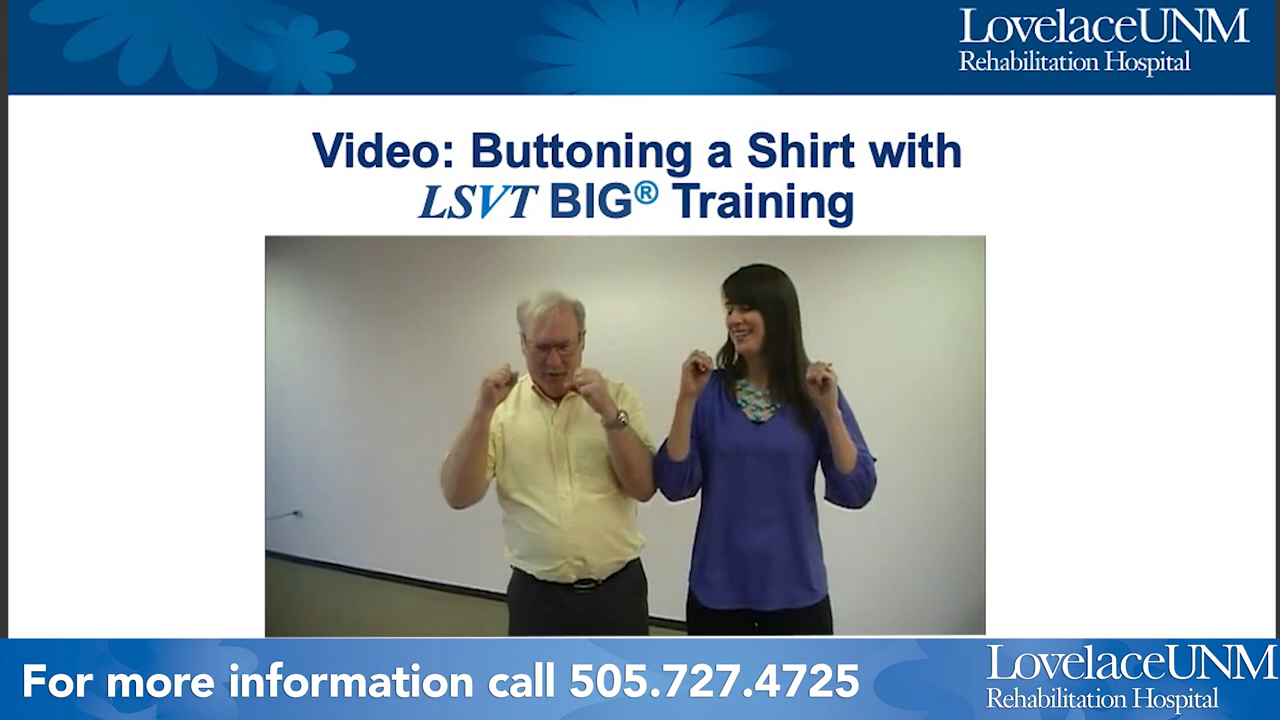 LovelaceUNM
Rehabilitation Hospital
Video: Buttoning a Shirt with
LSVT BIG® Training
For more information call 505.727.4725
LovelaceUNM
Rehabilitation Hospital